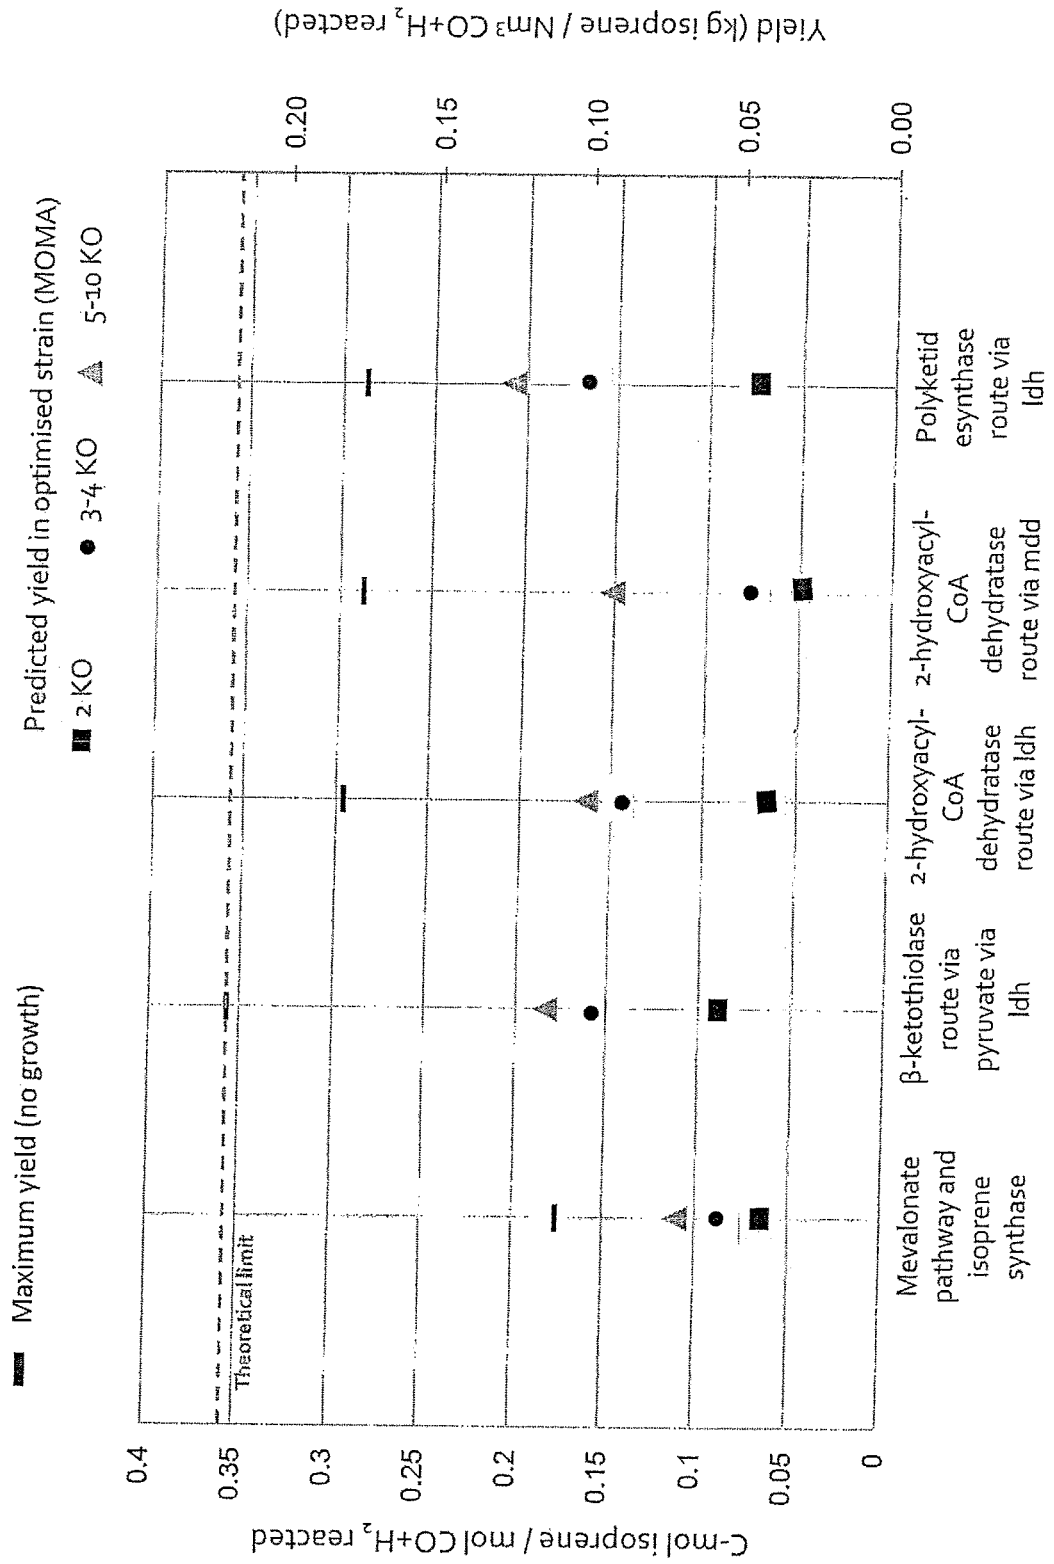 Maximum yield (no growth)
Predicted yield in optimised strain (MOMA)
2 KO
3-4 KO
5-10 KO
C-mol isoprene / mol CO+H₂ reacted
0.4
0.35
0.3
0.25
0.2
0.15
0.1
0.05
0
Theoretical limit
Yield (kg isoprene / Nm³ CO+H₂ reacted)
0.20
0.15
0.10
0.05
0.00
Mevalonate
pathway and
isoprene
synthase
β-ketothiolase
route via
pyruvate via
ldh
2-hydroxyacyl-
CoA
dehydratase
route via ldh
2-hydroxyacyl-
CoA
dehydratase
route via mdd
Polyketid
esynthase
route via
ldh